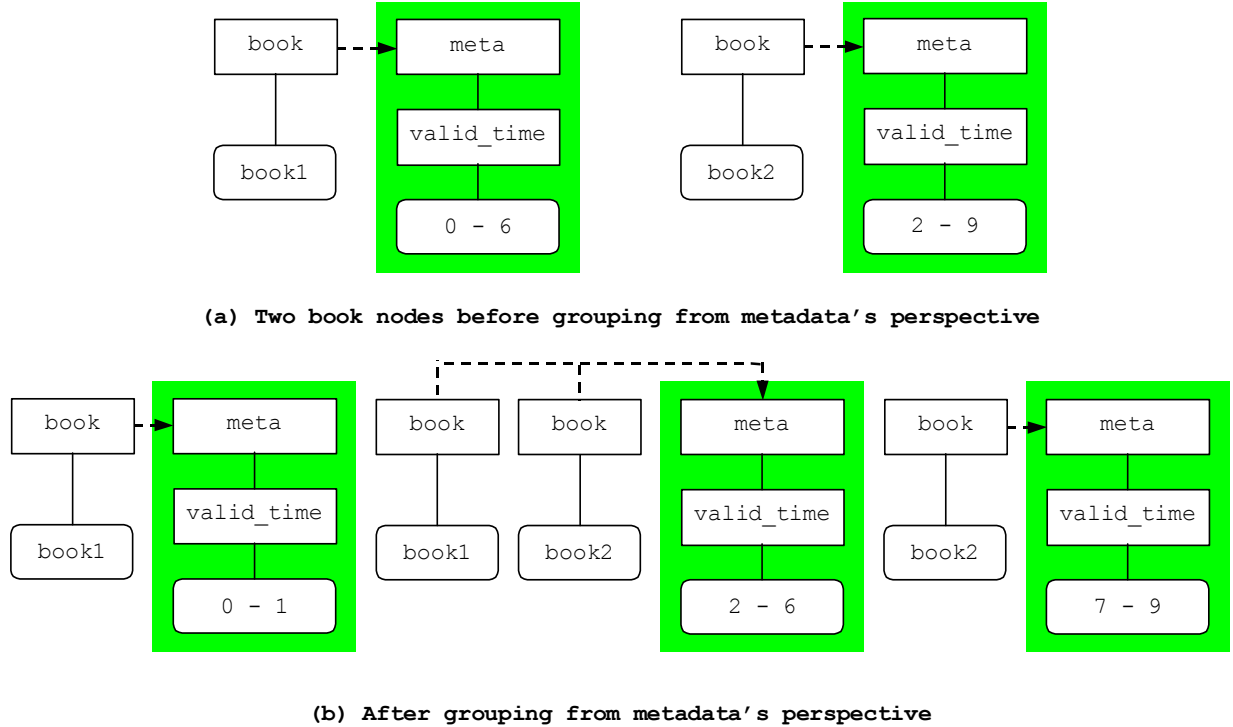 book meta book meta
valid_time valid_time
book1 book2
0 - 6 2 - 9
(a) Two book nodes before grouping from metadata's perspective
book meta book book meta book meta
valid_time valid_time valid_time
book1 book1 book2 book2
0 - 1 2 - 6 7 - 9
(b) After grouping from metadata's perspective